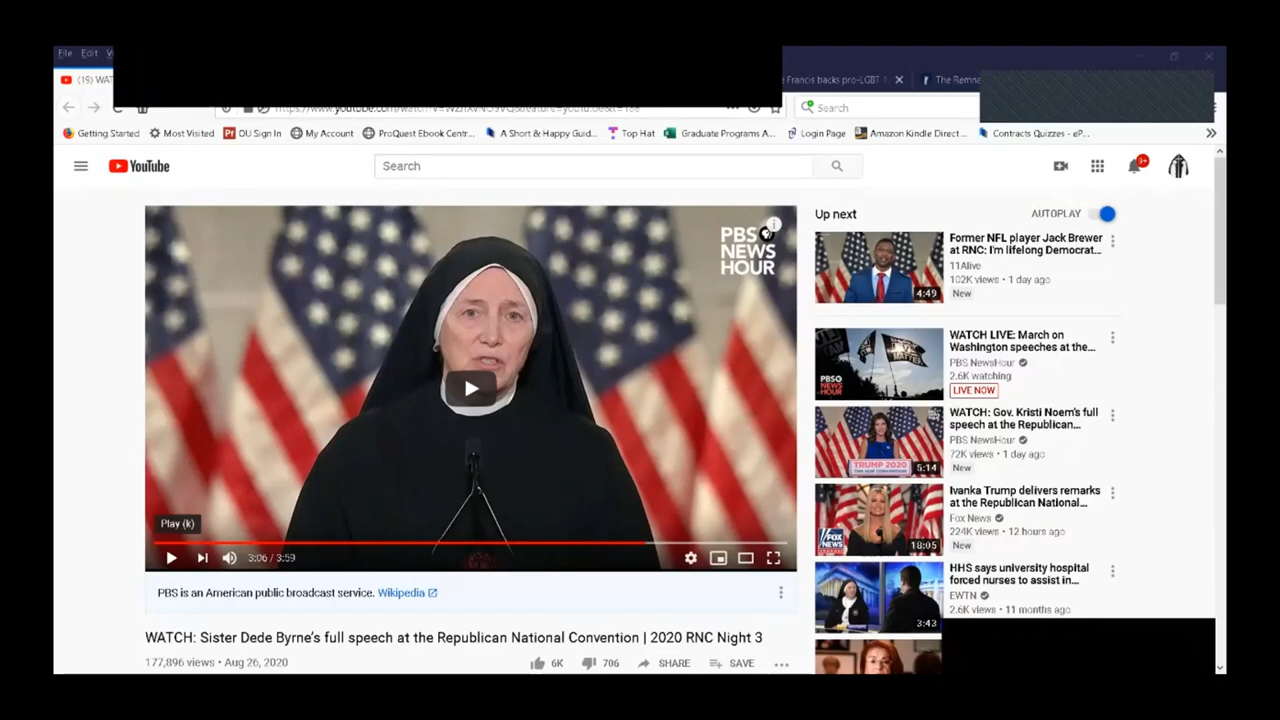 File Edit
(19) WAT
Francis backs pro-LGBT
The Remna
Search
Getting Started Most Visited OU Sign In My Account ProQuest Ebook Centr... A Short & Happy Guid... Top Hat Graduate Programs A... Login Page Amazon Kindle Direct ... Contracts Quizzes - eP...
YouTube
Search
9+
PBS
NEWS
HOUR
Play (k)
3:06 / 3:59
PBS is an American public broadcast service. Wikipedia
WATCH: Sister Dede Byrne's full speech at the Republican National Convention | 2020 RNC Night 3
177,896 views • Aug 26, 2020
6K 706 SHARE SAVE
Up next
AUTOPLAY
4:49
Former NFL player Jack Brewer
at RNC: I'm lifelong Democrat...
11Alive
102K views • 1 day ago
New
PBS
NEWS
HOUR
WATCH LIVE: March on
Washington speeches at the...
PBS NewsHour
2.6K watching
LIVE NOW
TRUMP 2020
5:14
WATCH: Gov. Kristi Noem's full
speech at the Republican...
PBS NewsHour
72K views • 1 day ago
New
FOX
NEWS
18:05
Ivanka Trump delivers remarks
at the Republican National...
Fox News
224K views • 12 hours ago
New
3:43
HHS says university hospital
forced nurses to assist in...
EWTN
2.6K views • 11 months ago